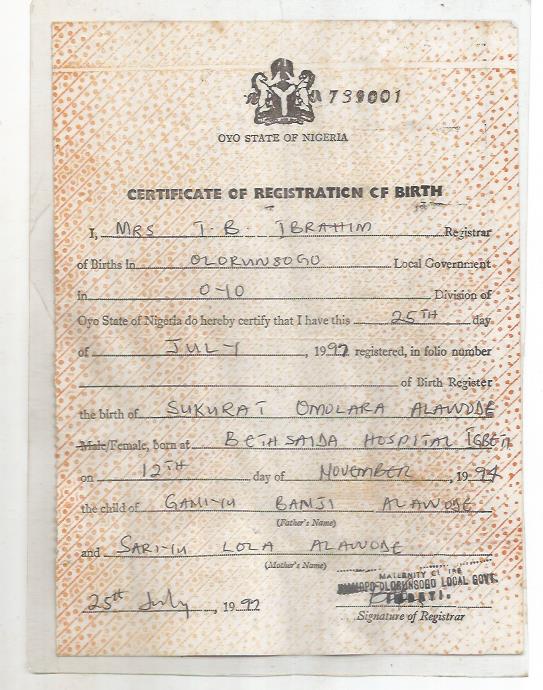 739001
OYO STATE OF NIGERIA
CERTIFICATE OF REGISTRATION OF BIRTH
I, MRS T. B. IBRAHIM Registrar
of Births In OLORUNSOGO Local Government
in OYO Division of
Oyo State of Nigeria do hereby certify that I have this 25TH day
of JULY, 1997 registered, in folio number
of Birth Register
the birth of SUKURAT OMOLARA ALAWODE
Male/Female, born at BETHSAIDA HOSPITAL IGBETI
on 12TH day of NOVEMBER, 1994
the child of GANIYU BANJI ALAWODE
(Father's Name)
and SARIYU LOLA ALAWODE
(Mother's Name)
MATERNITY
OLORUNSOGO LOCAL GOVT.
25th July, 1997
Signature of Registrar